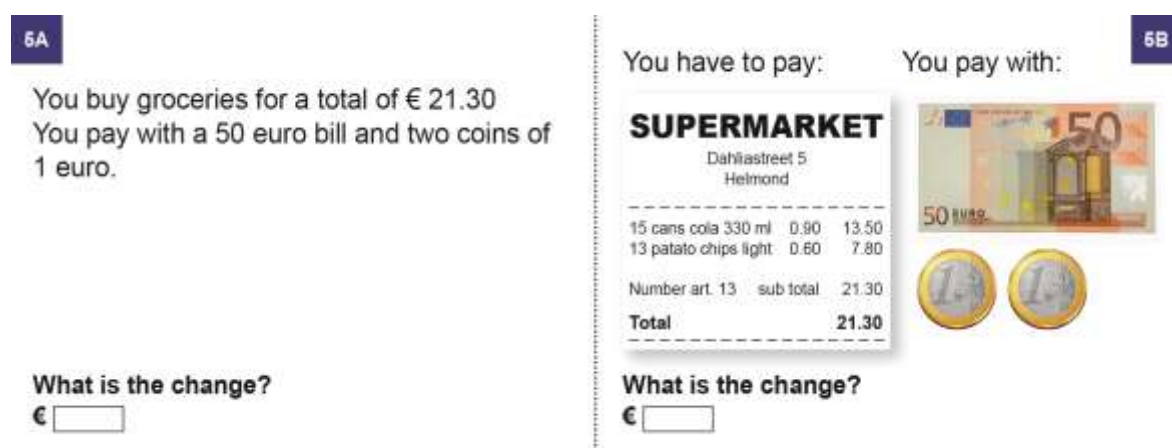 5A
You buy groceries for a total of € 21.30
You pay with a 50 euro bill and two coins of
1 euro.
What is the change?
€
5B
You have to pay:
You pay with:
SUPERMARKET
Dahliastreet 5
Helmond
15 cans cola 330 ml 0.90 13.50
13 patato chips light 0.60 7.80
Number art. 13 sub total 21.30
Total 21.30
50
50 EURO
1
1
What is the change?
€